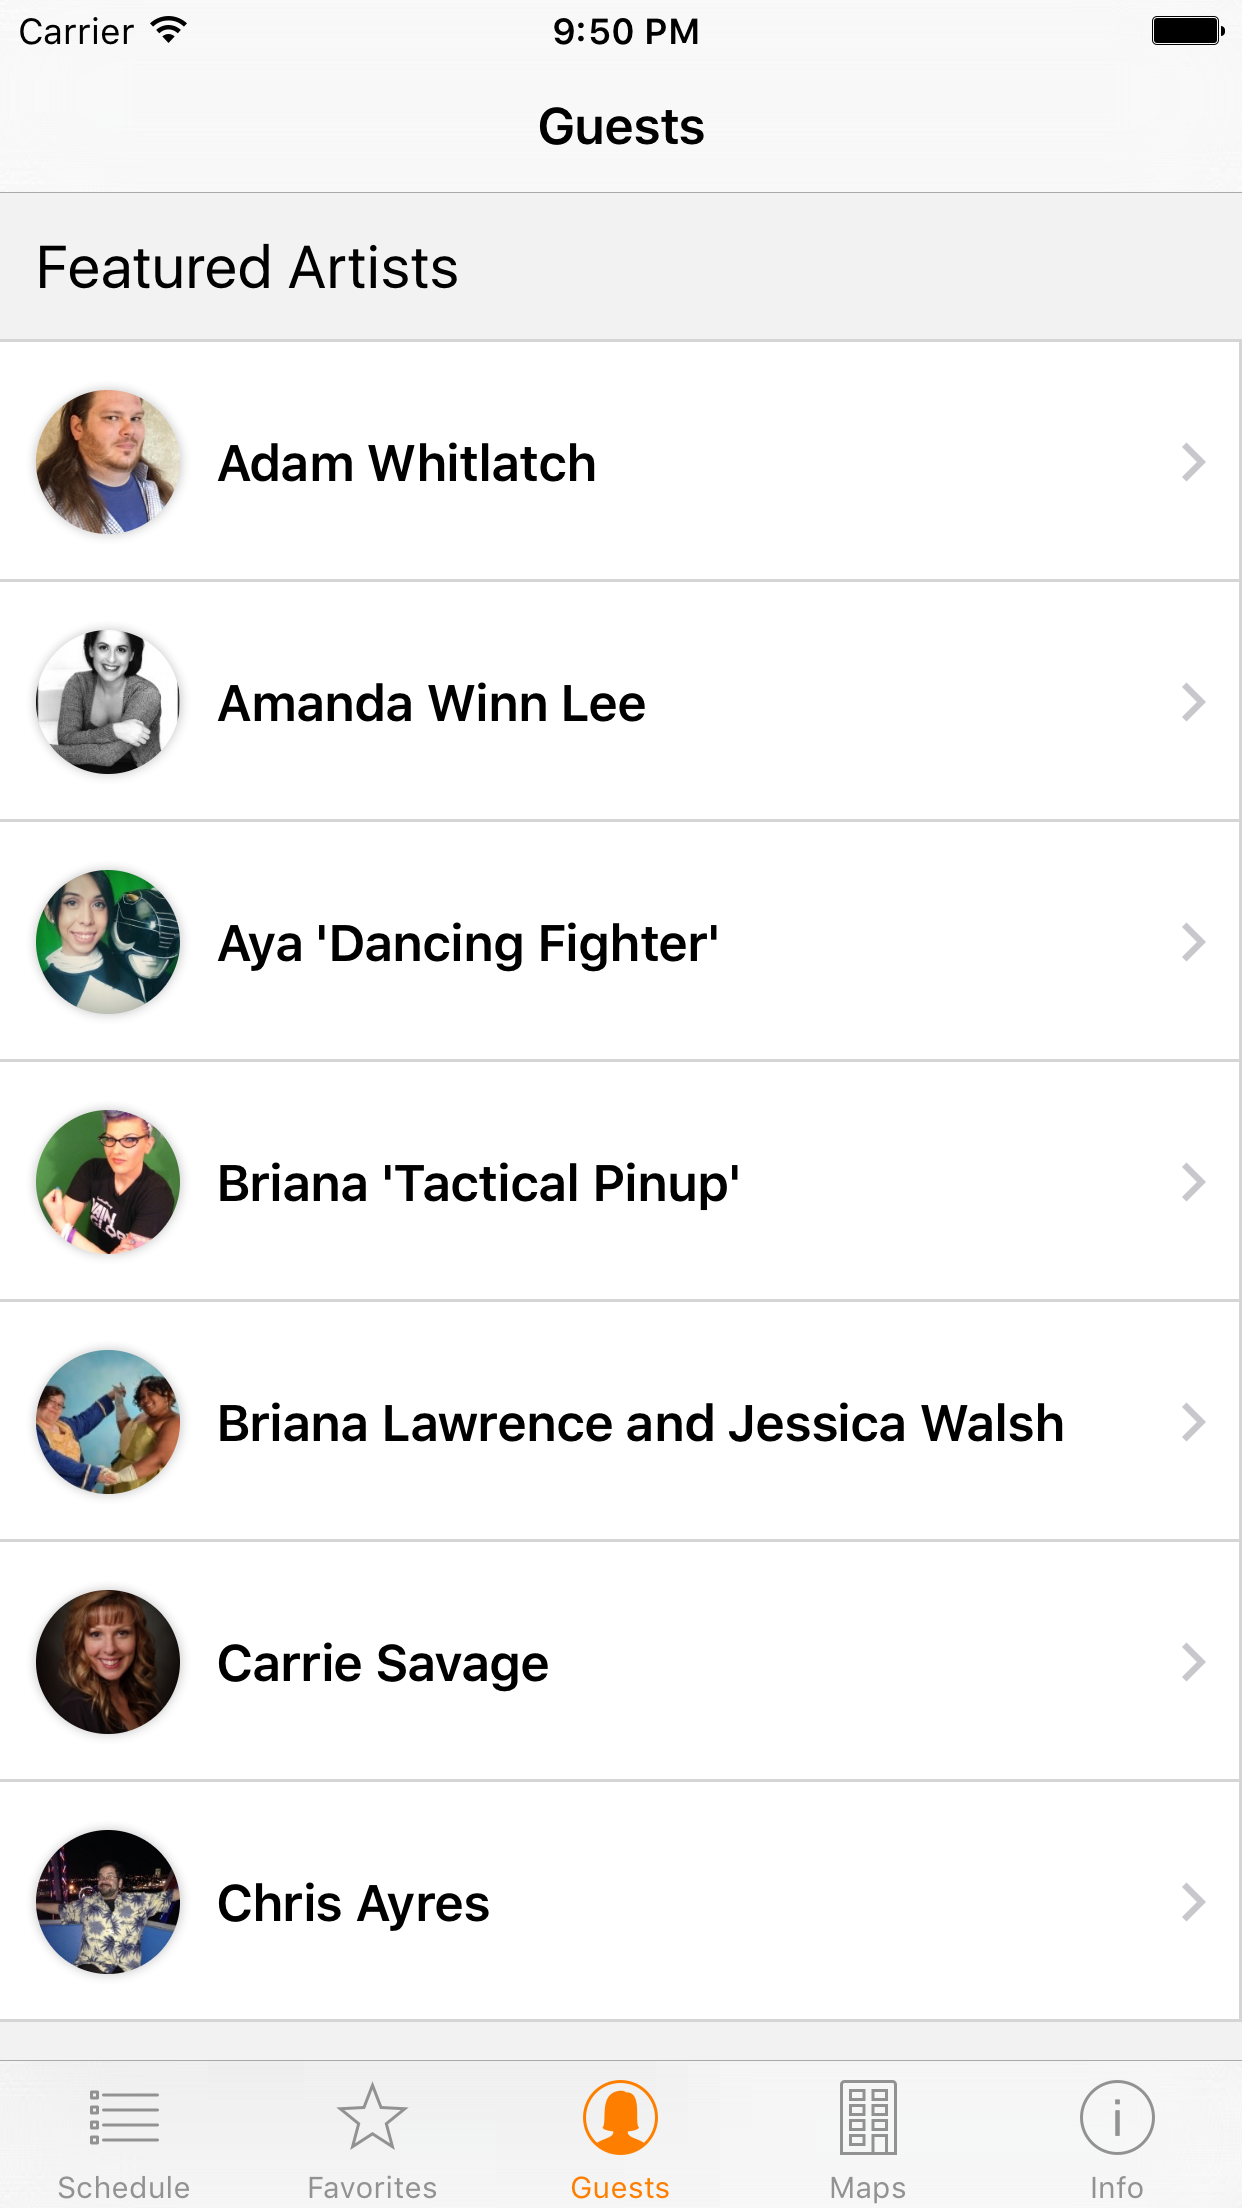 Carrier 9:50 PM
Guests
Featured Artists
Adam Whitlatch
Amanda Winn Lee
Aya 'Dancing Fighter'
Briana 'Tactical Pinup'
Briana Lawrence and Jessica Walsh
Carrie Savage
Chris Ayres
Schedule Favorites Guests Maps Info